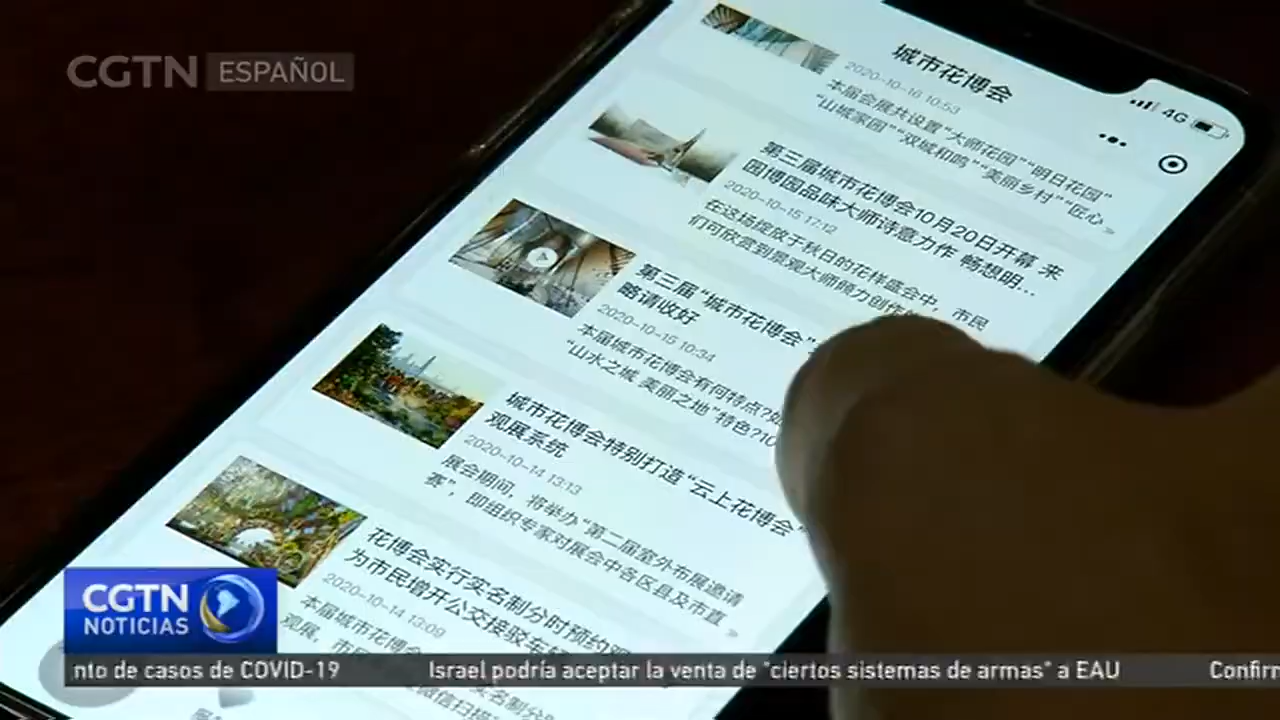 CGTN ESPAÑOL
城市花博会
4G
2020-10-16 10:53
本届会展共设置“大师花园”“明日花园”
“山城家园”“双城和鸣”“美丽乡村”“匠心
第三届城市花博会10月20日开幕 来
园博园品味大师诗意力作 畅想明...
2020-10-15 17:12
在这场绽放于秋日的花样盛会中，市民
们可欣赏到景观大师倾力创作
第三届“城市花博会”
略请收好
2020-10-15 10:34
本届城市花博会有何特点?
“山水之城 美丽之地”特色?10
城市花博会特别打造“云上花博会”
观展系统
2020-10-14 13:13
展会期间，将举办“第二届室外布展邀请
赛”，即组织专家对展会中各区县及市直
花博会实行实名制分时预约观
为市民增开公交接驳车
2020-10-14 13:09
本届城市花博会实
观展。市民
微信扫描
CGTN
NOTICIAS
nto de casos de COVID-19 Israel podría aceptar la venta de "ciertos sistemas de armas" a EAU Confirm